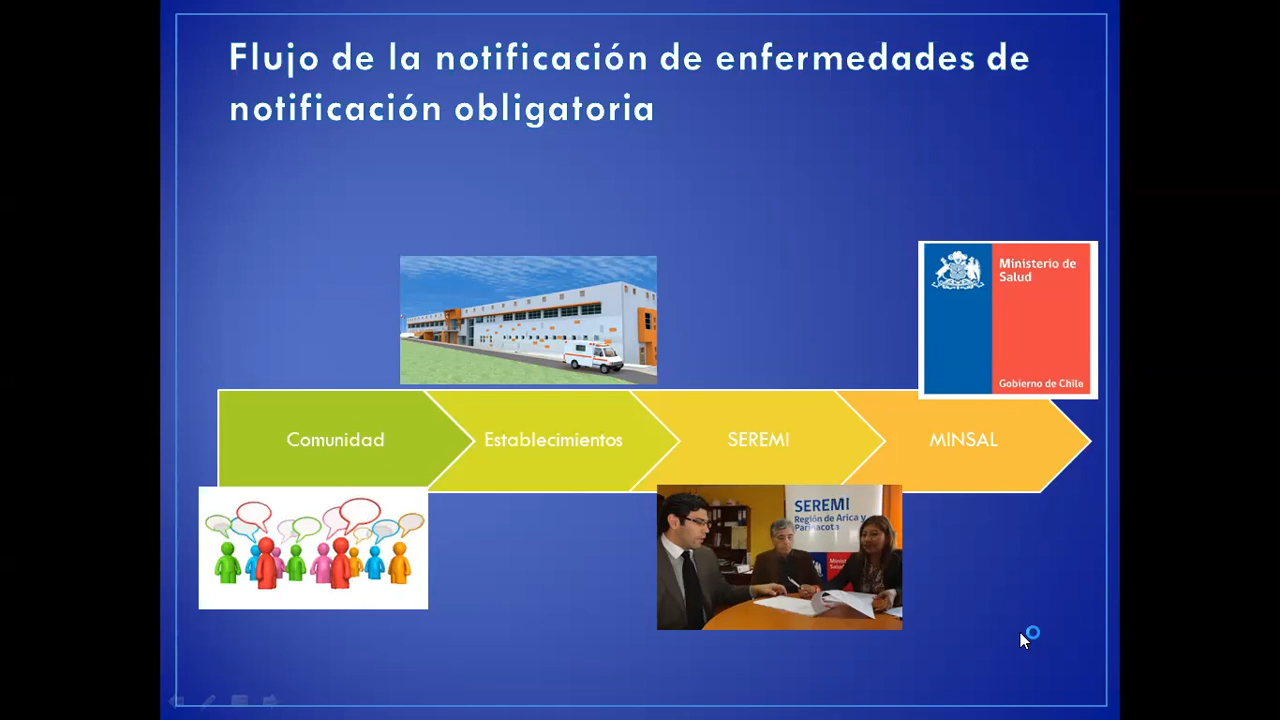 Flujo de la notificación de enfermedades de
notificación obligatoria
Ministerio de
Salud
Gobierno de Chile
Comunidad
Establecimientos
SEREMI
MINSAL
SEREMI
Región de Arica y
Parinacota
Salud